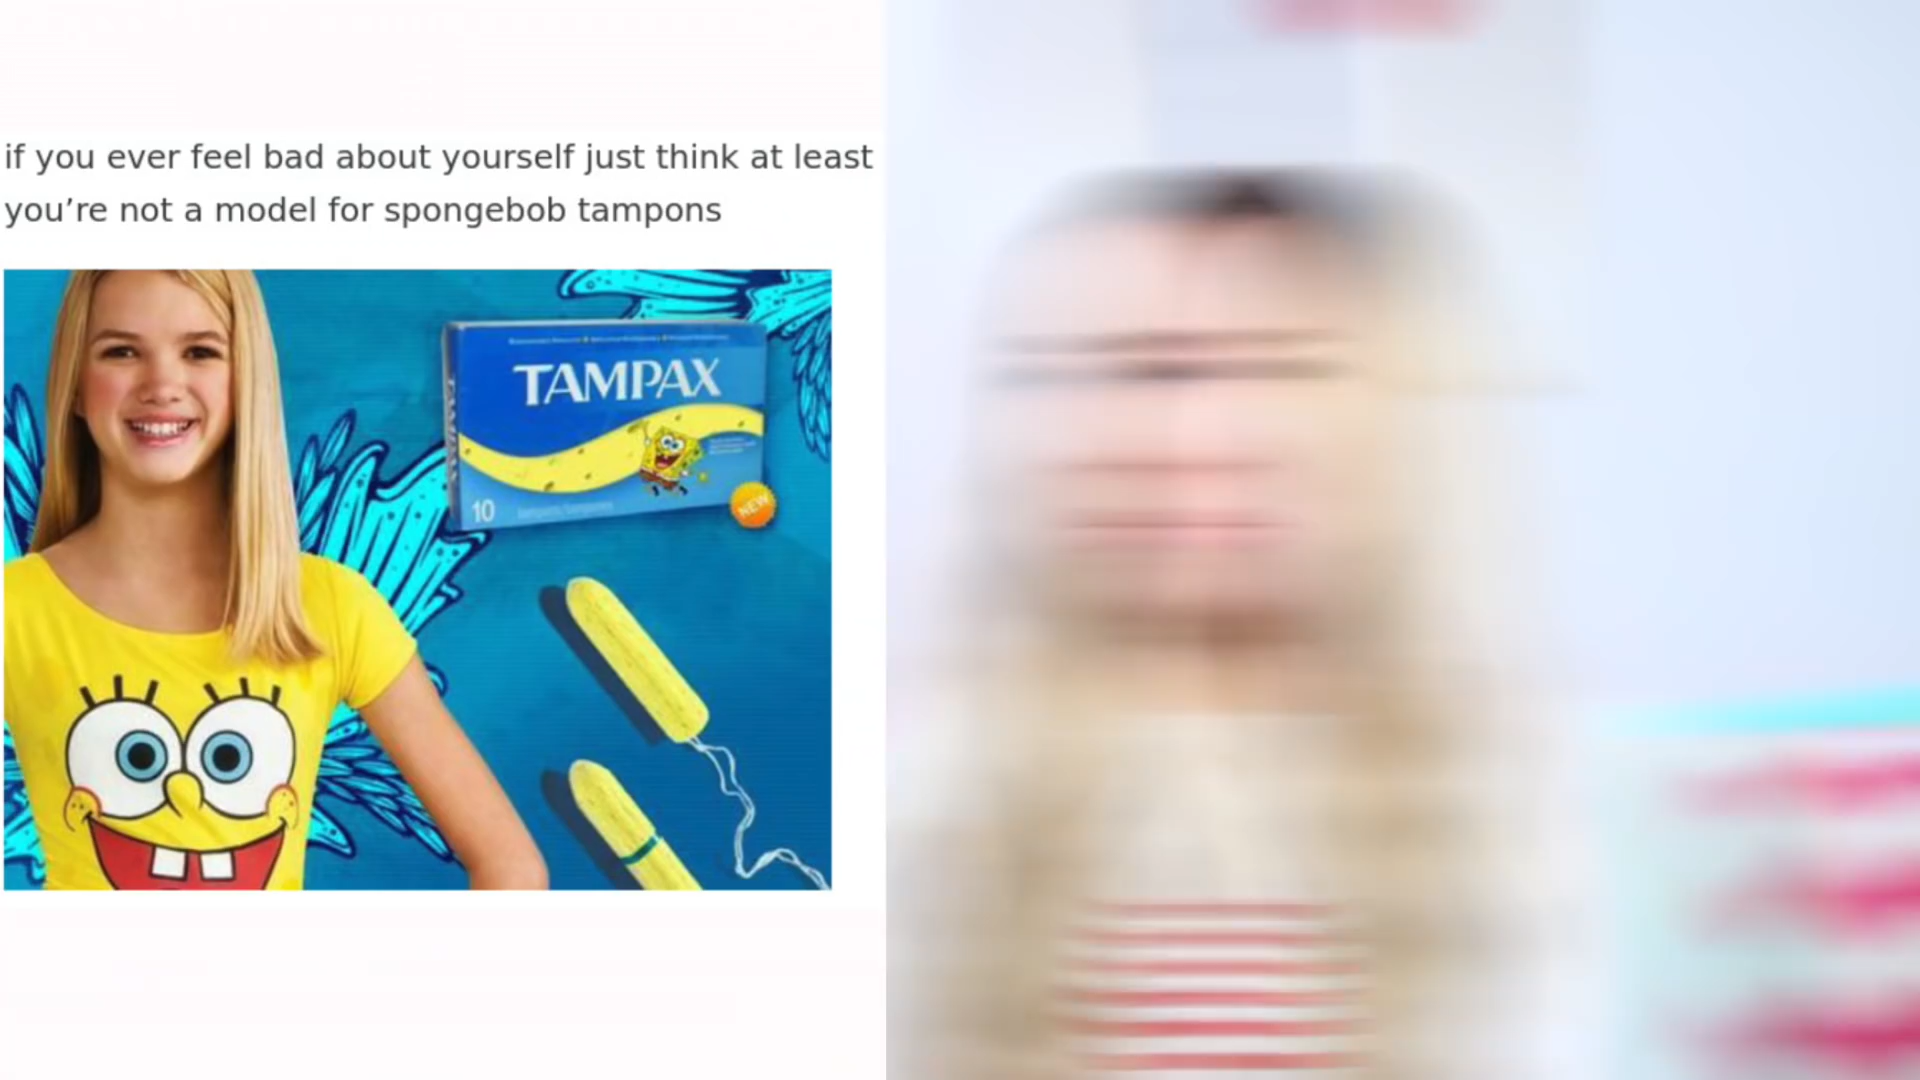 if you ever feel bad about yourself just think at least
you’re not a model for spongebob tampons
TAMPAX
10
NEW